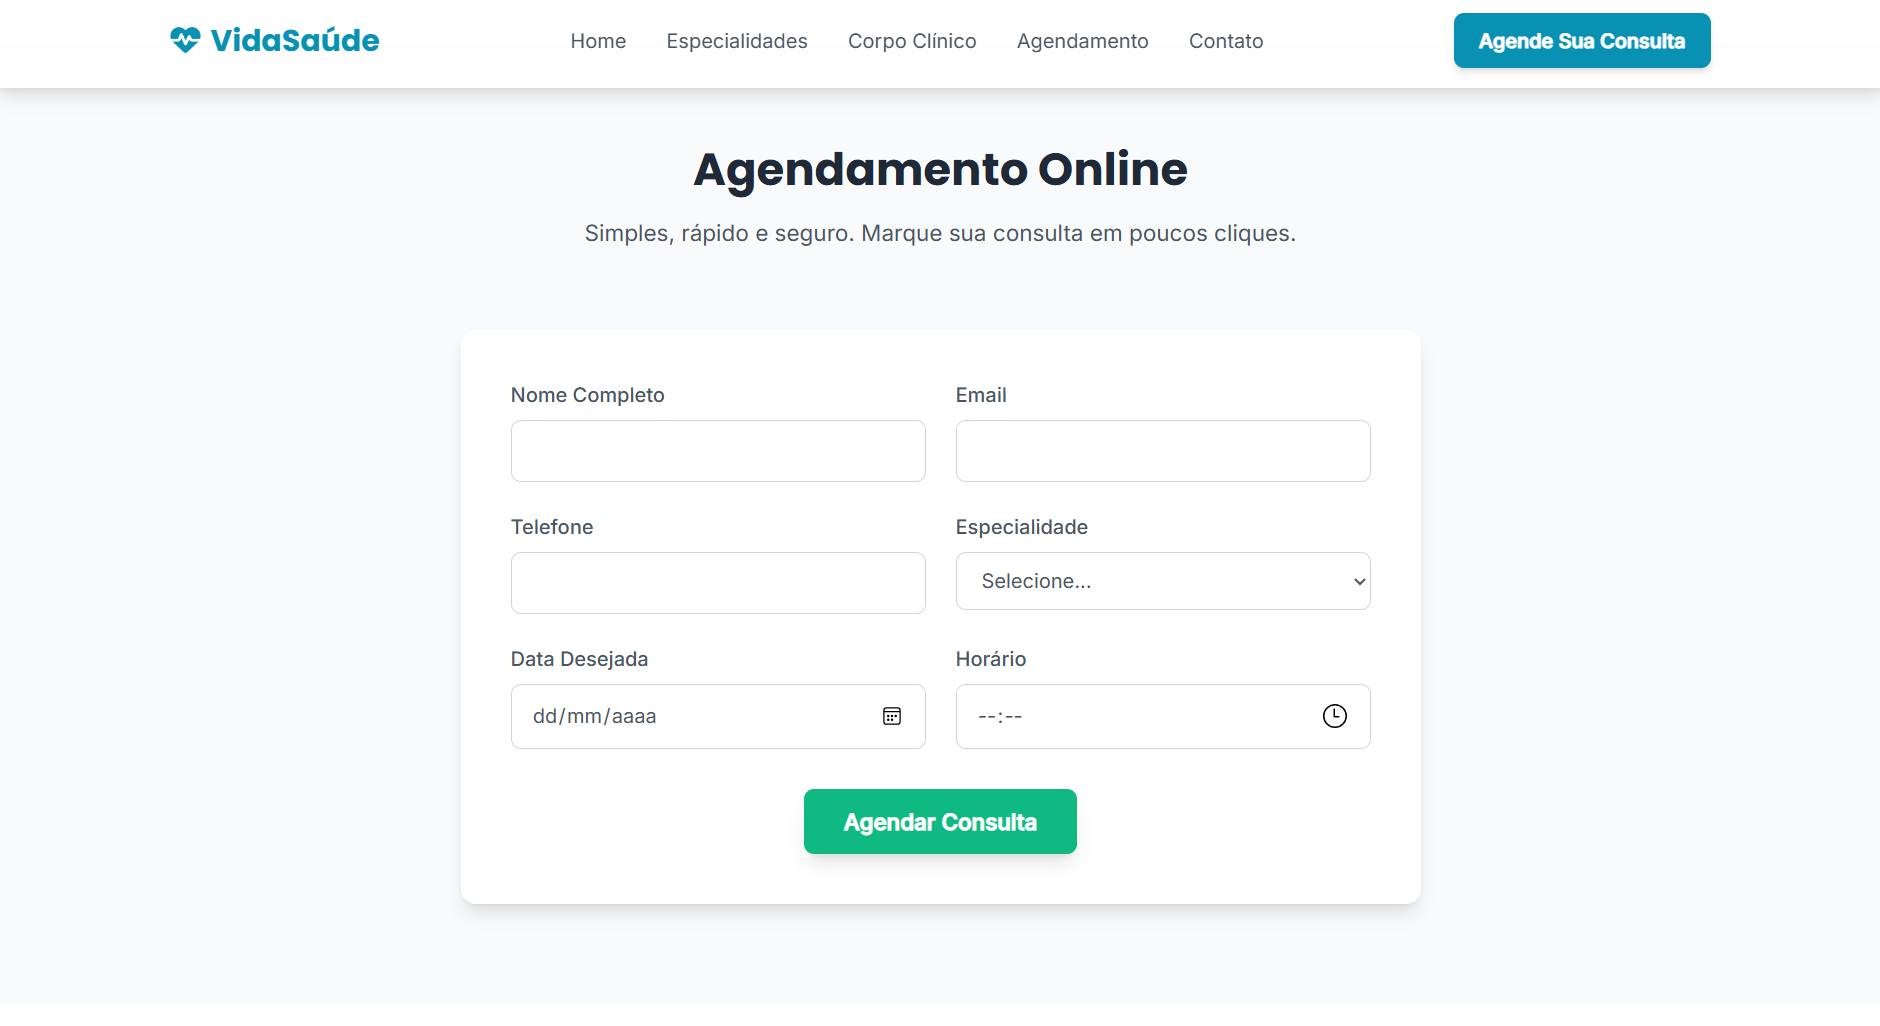 VidaSaúde
Home Especialidades Corpo Clínico Agendamento Contato
Agende Sua Consulta
Agendamento Online
Simples, rápido e seguro. Marque sua consulta em poucos cliques.
Nome Completo
Email
Telefone
Especialidade
Selecione...
Data Desejada
Horário
dd/mm/aaaa
--:--
Agendar Consulta